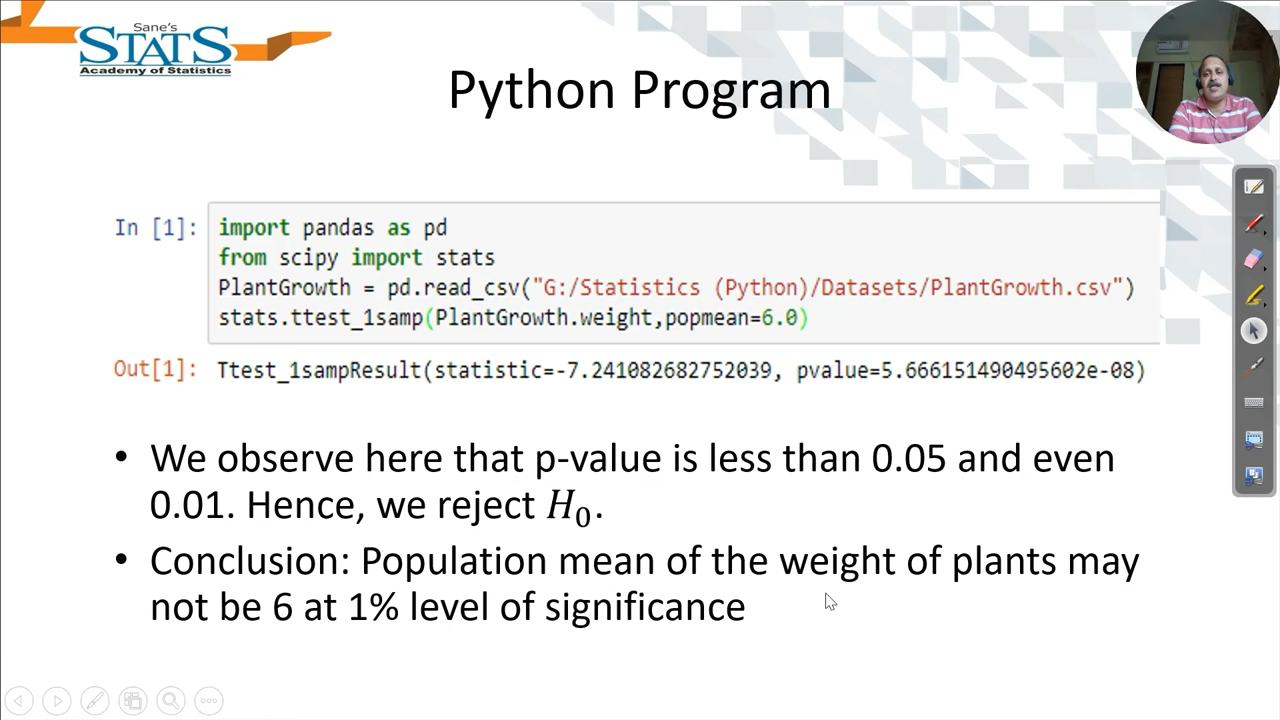 Sane's
STATS
Academy of Statistics
Python Program
In [1]:
import pandas as pd
from scipy import stats
PlantGrowth = pd.read_csv("G:/Statistics (Python)/Datasets/PlantGrowth.csv")
stats.ttest_1samp(PlantGrowth.weight,popmean=6.0)
Out[1]: Ttest_1sampResult(statistic=-7.241082682752039, pvalue=5.666151490495602e-08)
• We observe here that p-value is less than 0.05 and even
0.01. Hence, we reject H₀.
• Conclusion: Population mean of the weight of plants may
not be 6 at 1% level of significance